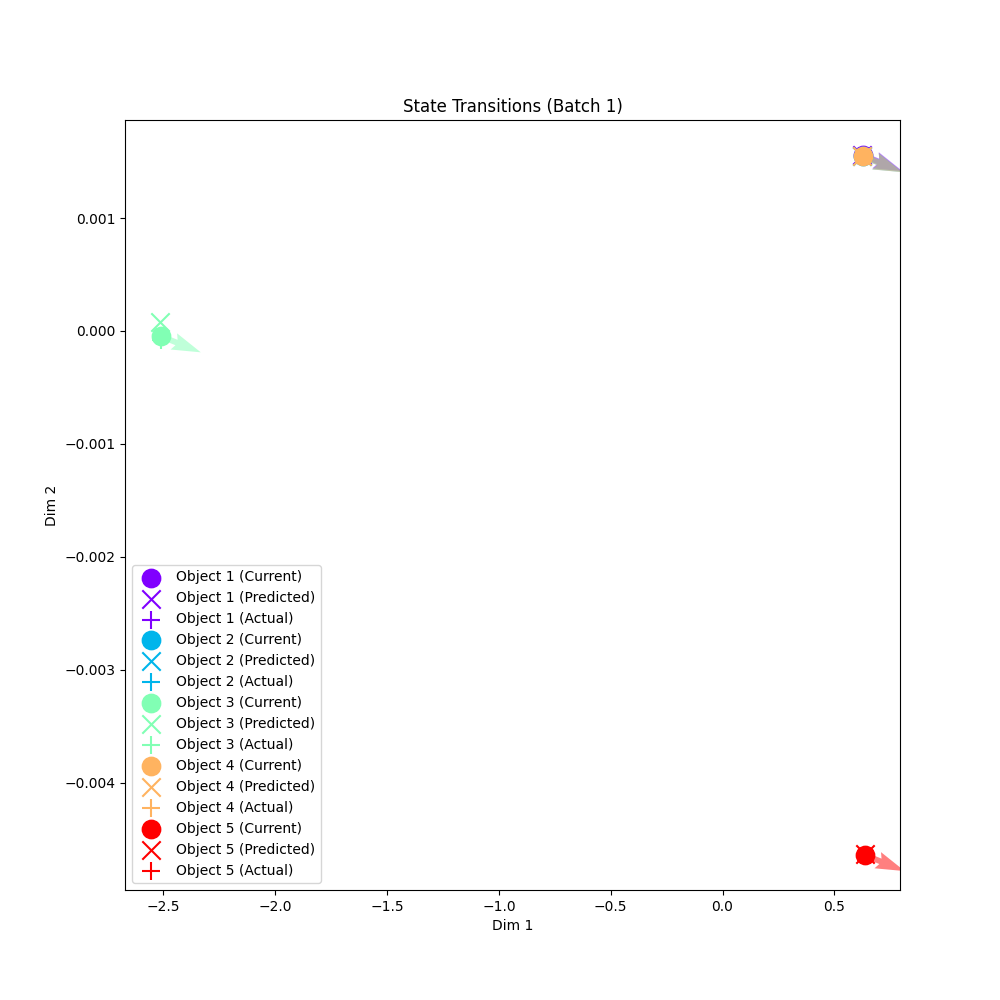 State Transitions (Batch 1)
0.001
0.000
−0.001
−0.002
−0.003
−0.004
Dim 2
Object 1 (Current)
Object 1 (Predicted)
Object 1 (Actual)
Object 2 (Current)
Object 2 (Predicted)
Object 2 (Actual)
Object 3 (Current)
Object 3 (Predicted)
Object 3 (Actual)
Object 4 (Current)
Object 4 (Predicted)
Object 4 (Actual)
Object 5 (Current)
Object 5 (Predicted)
Object 5 (Actual)
−2.5 −2.0 −1.5 −1.0 −0.5 0.0 0.5
Dim 1